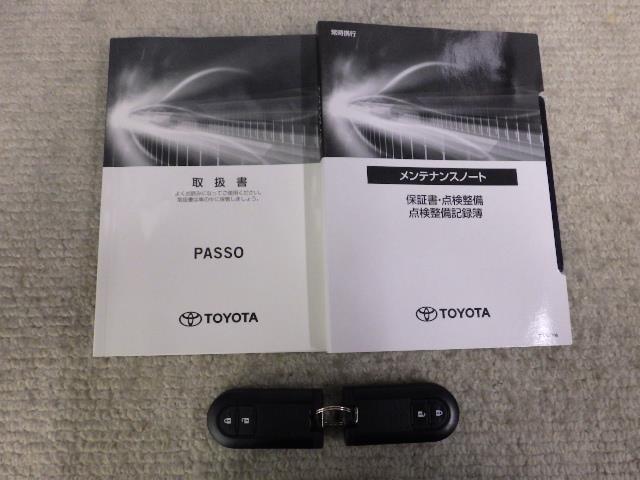 取扱書
よくお読みになってご使用ください。
取扱書は車の中に保管しましょう。
PASSO
TOYOTA
常時携行
メンテナンスノート
保証書・点検整備
点検整備記録簿
TOYOTA